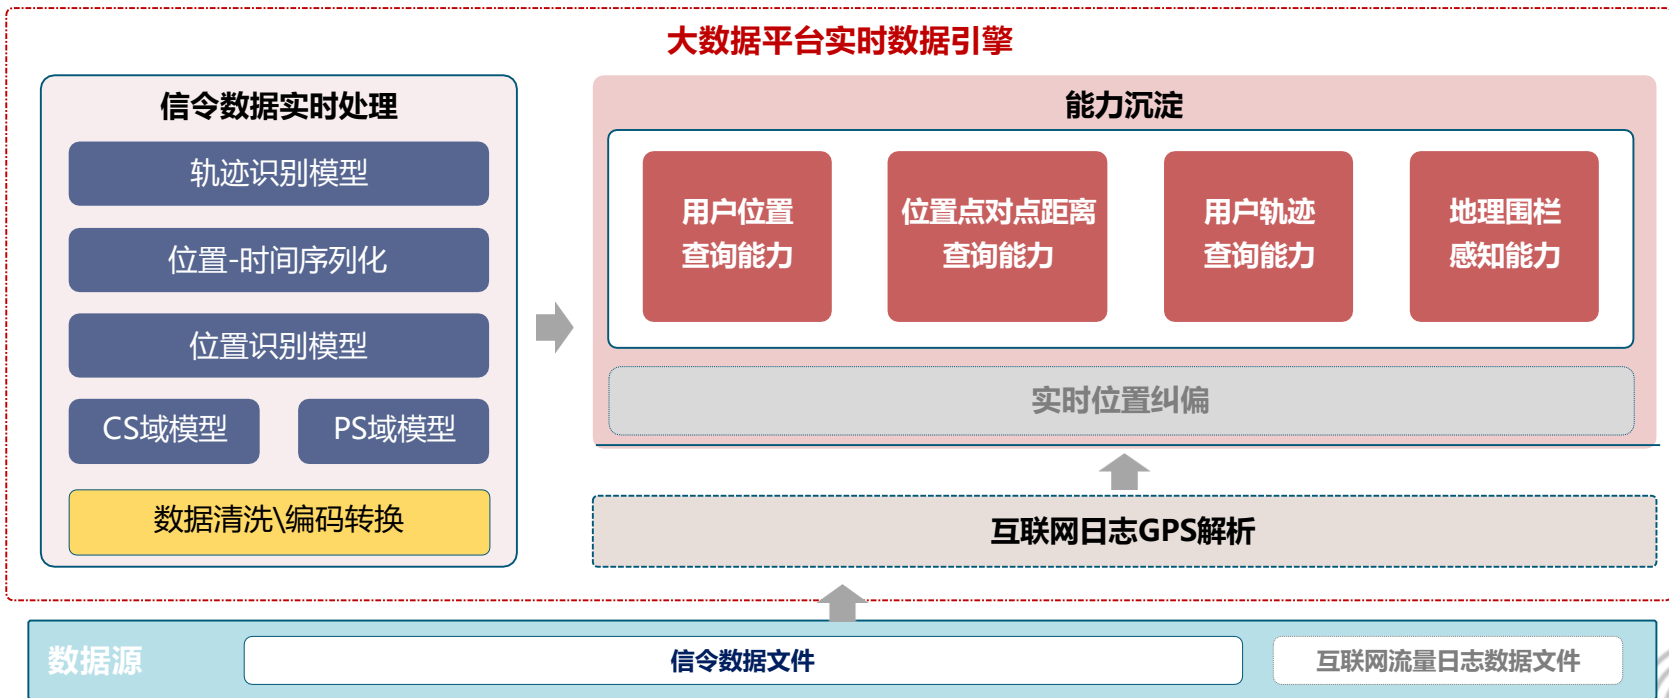 大数据平台实时数据引擎
信令数据实时处理
轨迹识别模型
位置-时间序列化
位置识别模型
CS域模型
PS域模型
数据清洗\编码转换
能力沉淀
用户位置
查询能力
位置点对点距离
查询能力
用户轨迹
查询能力
地理围栏
感知能力
实时位置纠偏
互联网日志GPS解析
数据源
信令数据文件
互联网流量日志数据文件